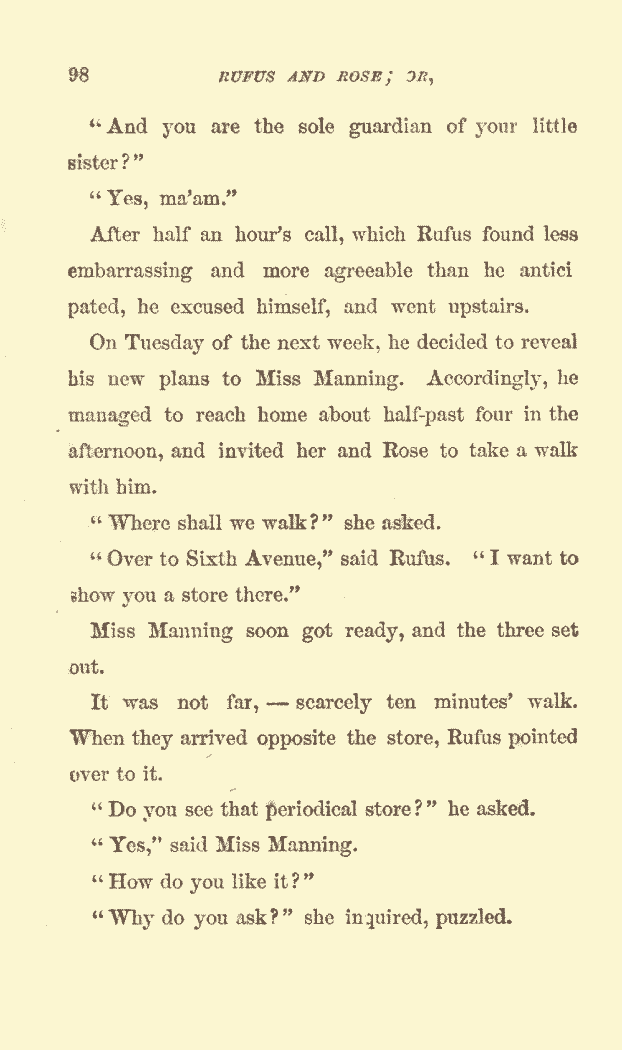 98 RUFUS AND ROSE; OR,
"And you are the sole guardian of your little
sister?"
"Yes, ma'am."
After half an hour's call, which Rufus found less
embarrassing and more agreeable than he antici
pated, he excused himself, and went upstairs.
On Tuesday of the next week, he decided to reveal
his new plans to Miss Manning. Accordingly, he
managed to reach home about half-past four in the
afternoon, and invited her and Rose to take a walk
with him.
"Where shall we walk?" she asked.
"Over to Sixth Avenue," said Rufus. "I want to
show you a store there."
Miss Manning soon got ready, and the three set
out.
It was not far, — scarcely ten minutes' walk.
When they arrived opposite the store, Rufus pointed
over to it.
"Do you see that periodical store?" he asked.
"Yes," said Miss Manning.
"How do you like it?"
"Why do you ask?" she inquired, puzzled.